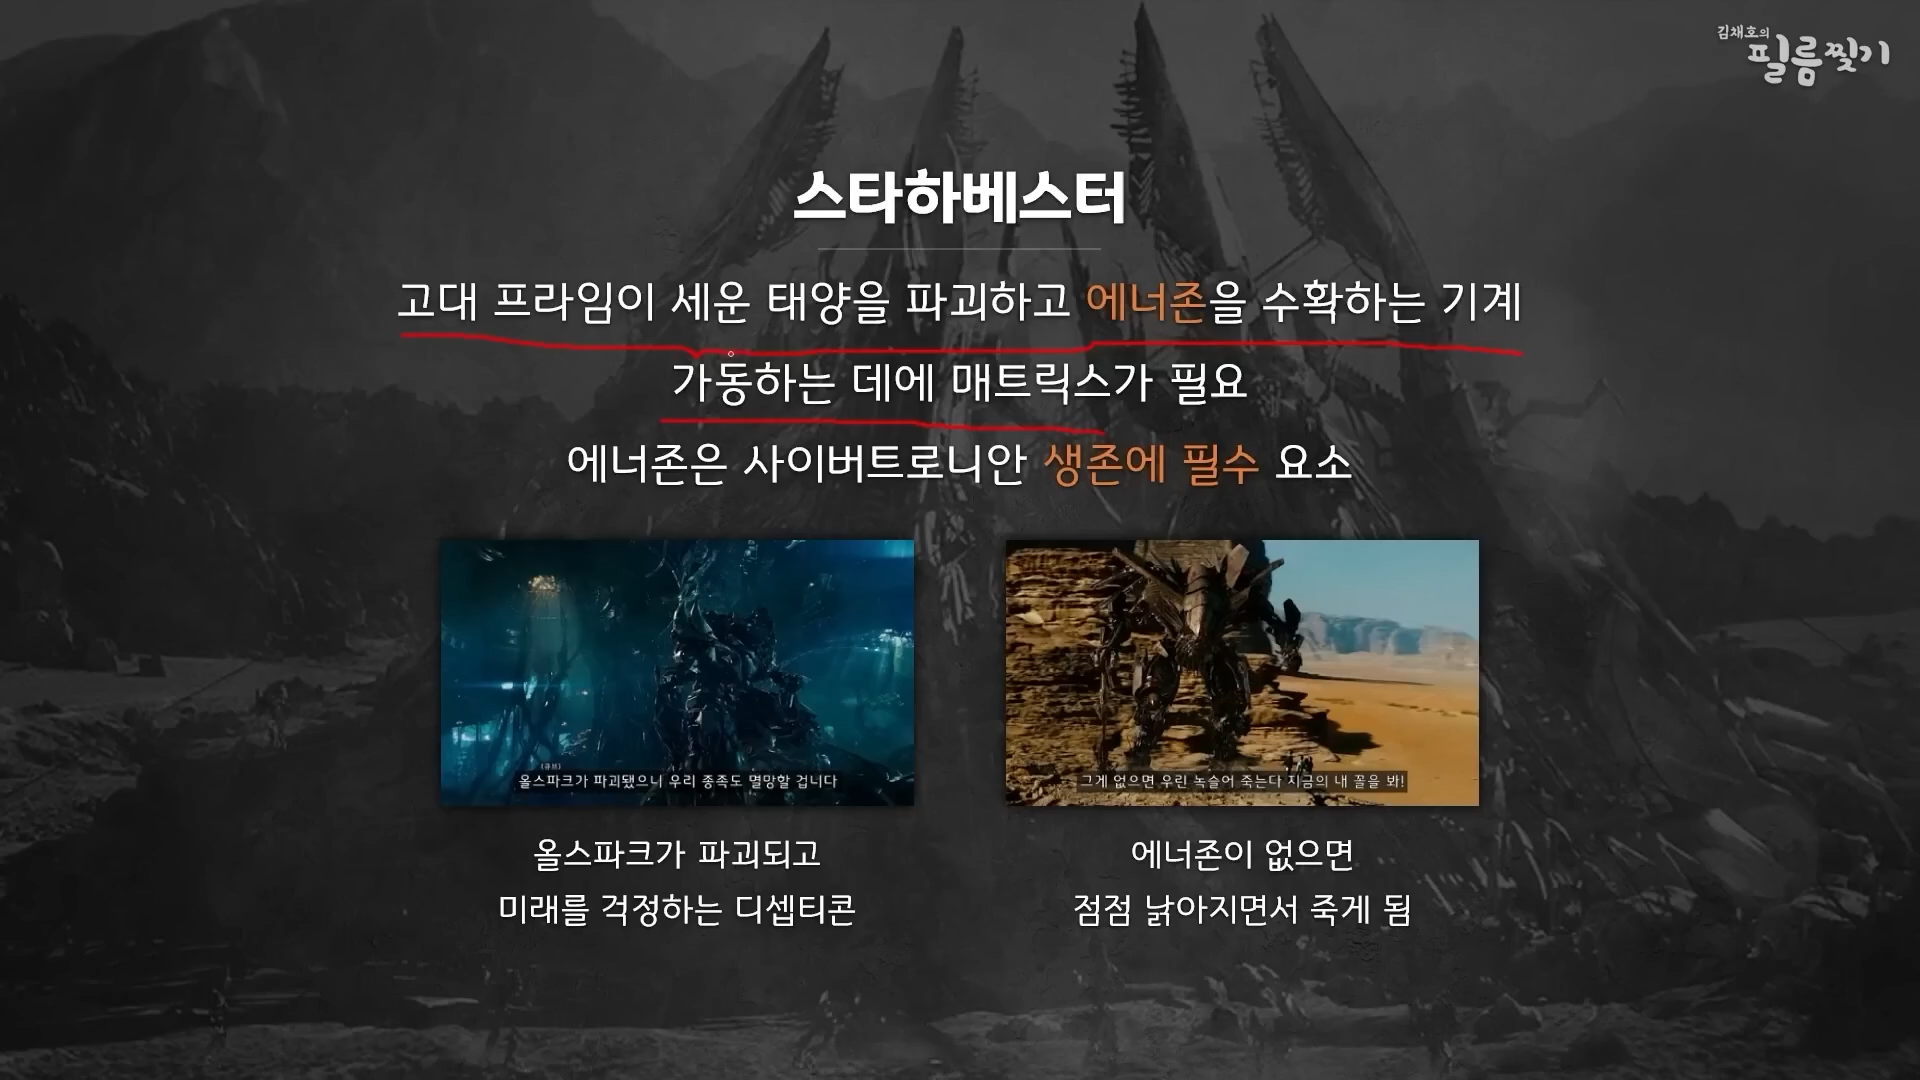 김채호의
필름찢기
스타하베스터
고대 프라임이 세운 태양을 파괴하고 에너존을 수확하는 기계
가동하는 데에 매트릭스가 필요
에너존은 사이버트로니안 생존에 필수 요소
(큐브)
올스파크가 파괴됐으니 우리 종족도 멸망할 겁니다
그게 없으면 우린 녹슬어 죽는다 지금의 내 꼴을 봐!
올스파크가 파괴되고
미래를 걱정하는 디셉티콘
에너존이 없으면
점점 낡아지면서 죽게 됨